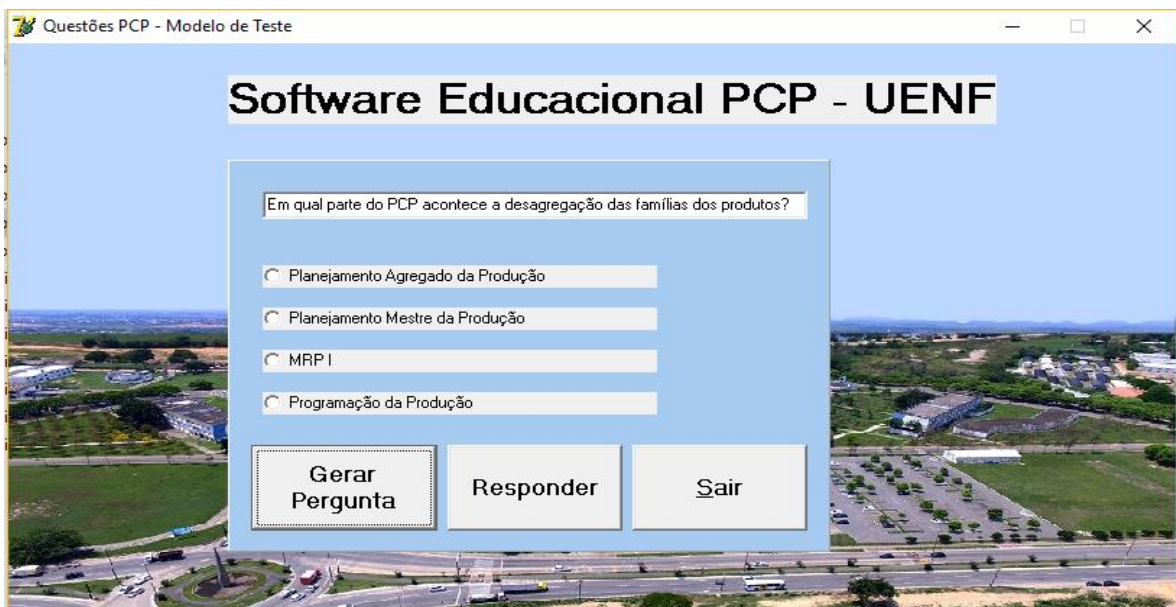 Questões PCP - Modelo de Teste
Software Educacional PCP - UENF
Em qual parte do PCP acontece a desagregação das famílias dos produtos?
Planejamento Agregado da Produção
Planejamento Mestre da Produção
MRP I
Programação da Produção
Gerar
Pergunta
Responder
Sair